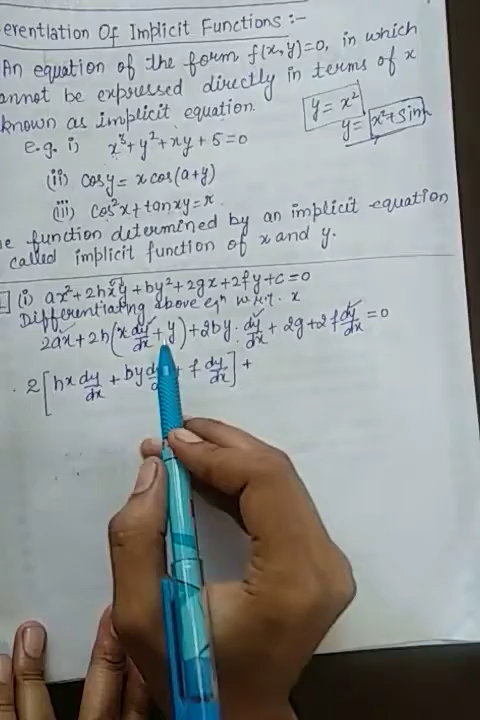 erentiation Of Implicit Functions :-
An equation of the form f(x,y)=0, in which
annot be expressed directly in terms of x
known as implicit equation.
y = x²
y = x²+ sinx
e.g. i) x³+y²+xy+5=0
(ii) cosy= x cos(a+y)
(iii) cos²x+tanxy=π
e function determined by an implicit equation
called implicit function of x and y.
(i) ax²+2hxy+by²+2gx+2fy+c=0
Differentiating above eqn w.r.t. x
2ax+2h(x dy/dx + y)+2by. dy/dx + 2g+2f dy/dx =0
2[hx dy/dx + by + f dy/dx] +